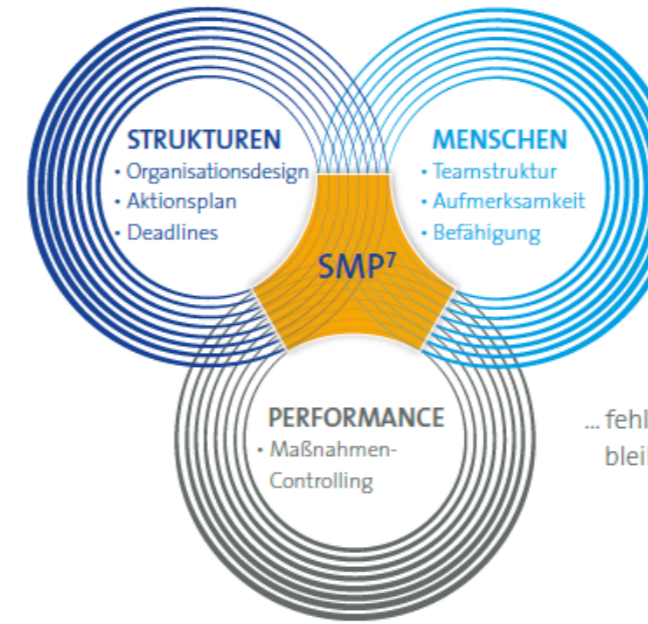 STRUKTUREN
• Organisationsdesign
• Aktionsplan
• Deadlines
MENSCHEN
• Teamstruktur
• Aufmerksamkeit
• Befähigung
SMP⁷
PERFORMANCE
• Maßnahmen-
Controlling
...